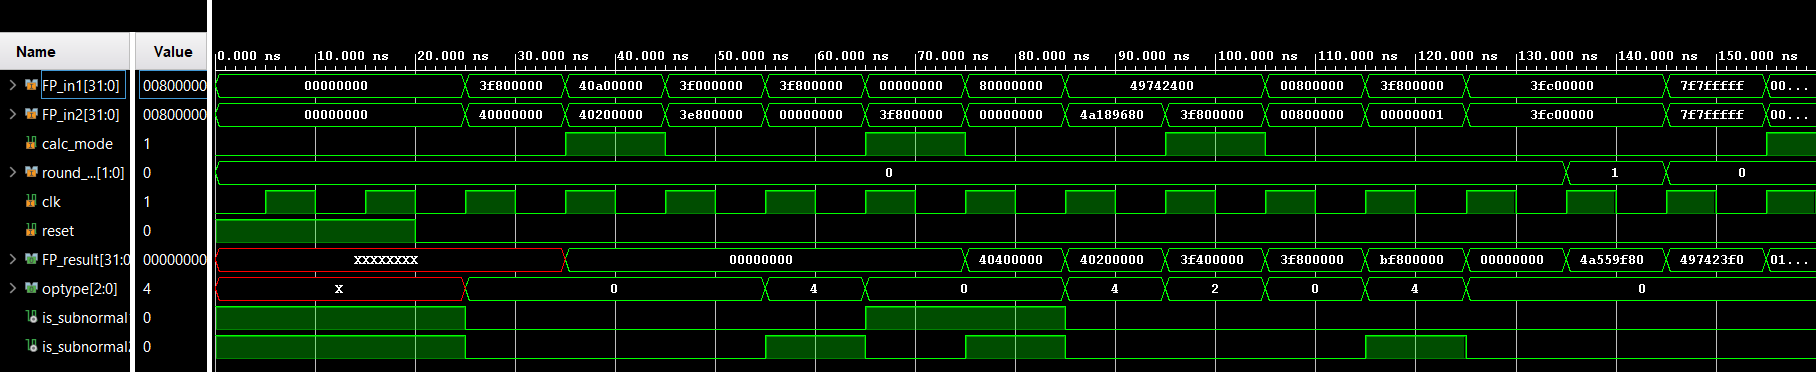 Name Value 0.000 ns 10.000 ns 20.000 ns 30.000 ns 40.000 ns 50.000 ns 60.000 ns 70.000 ns 80.000 ns 90.000 ns 100.000 ns 110.000 ns 120.000 ns 130.000 ns 140.000 ns 150.000 ns
FP_in1[31:0] 00800000 00000000 3f800000 40a00000 3f000000 3f800000 00000000 80000000 49742400 00800000 3f800000 3fc00000 7f7fffff 00...
FP_in2[31:0] 00800000 00000000 40000000 40200000 3e800000 00000000 3f800000 00000000 4a189680 3f800000 00800000 00000001 3fc00000 7f7fffff 00...
calc_mode 1
round_...[1:0] 0 0 1 0
clk 1
reset 0
FP_result[31:0 00000000 XXXXXXXX 00000000 40400000 40200000 3f400000 3f800000 bf800000 00000000 4a559f80 497423f0 01...
optype[2:0] 4 X 0 4 0 4 2 0 4 0
is_subnormal 0
is_subnormal 0